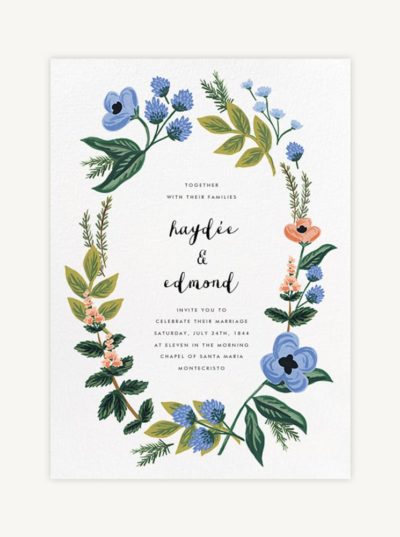 TOGETHER
WITH THEIR FAMILIES
haydée
&
edmond
INVITE YOU TO
CELEBRATE THEIR MARRIAGE
SATURDAY, JULY 24TH, 1844
AT ELEVEN IN THE MORNING
CHAPEL OF SANTA MARIA
MONTECRISTO